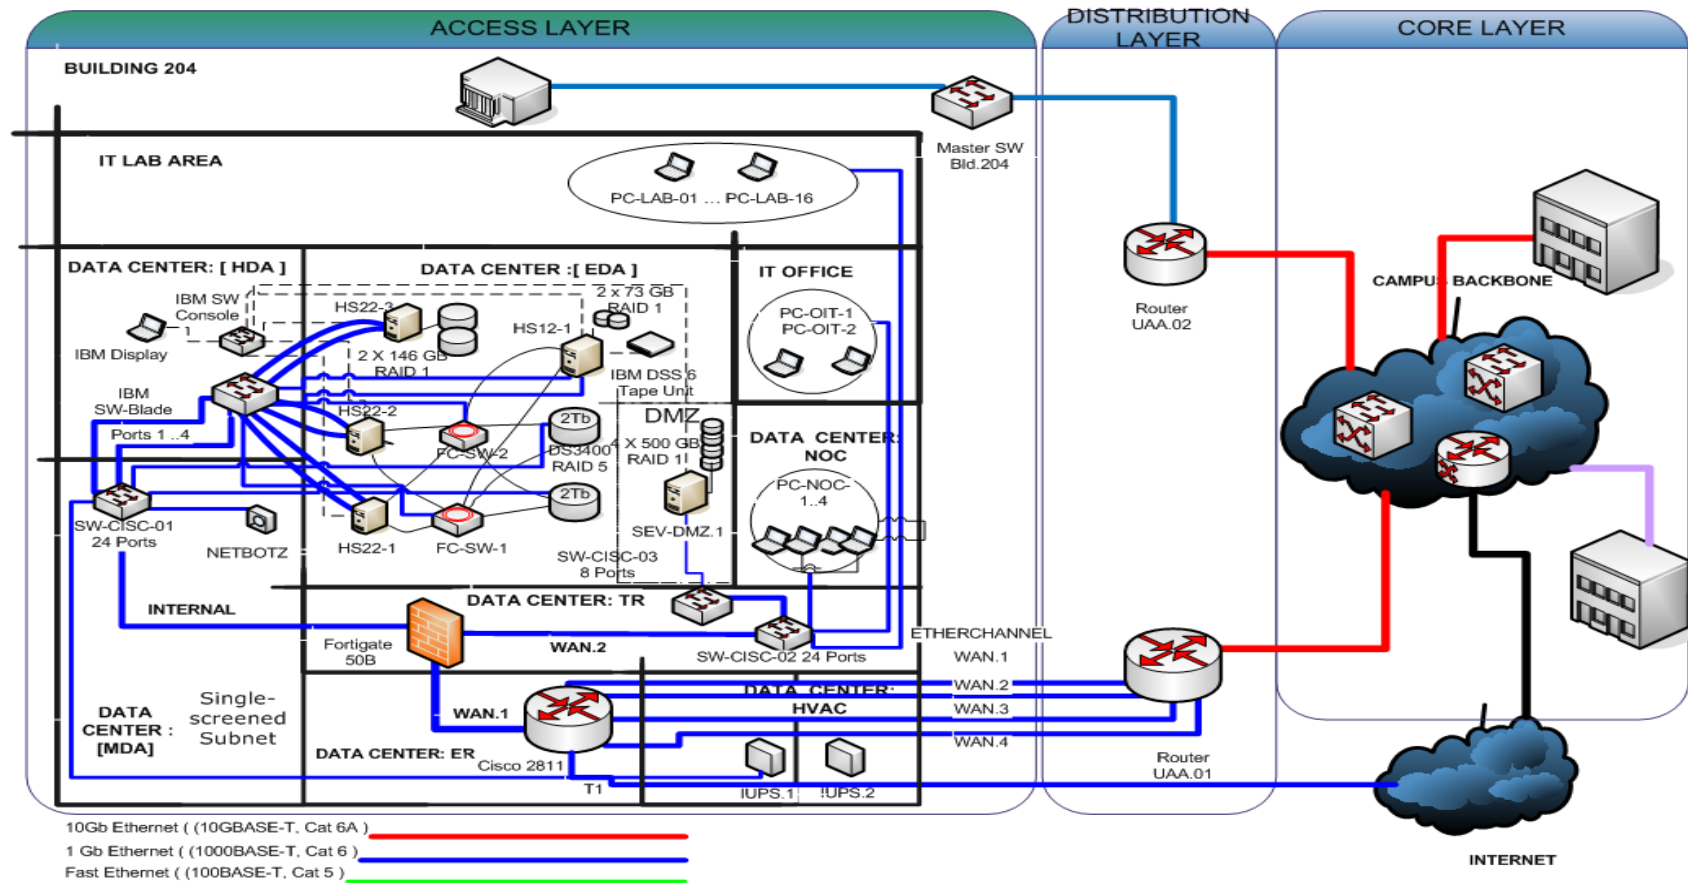 ACCESS LAYER
DISTRIBUTION
LAYER
CORE LAYER
BUILDING 204
Master SW
Bld.204
IT LAB AREA
PC-LAB-01 ... PC-LAB-16
DATA CENTER: [ HDA ]
DATA CENTER :[ EDA ]
IT OFFICE
IBM SW
Console
IBM Display
HS22-3
2 x 73 GB
RAID 1
HS12-1
PC-OIT-1
PC-OIT-2
2 X 146 GB
RAID 1
IBM DSS 6
Tape Unit
IBM
SW-Blade
Ports 1 ..4
HS22-2
FC-SW-2
2Tb
DS3400
RAID 5
2Tb
DMZ
4 X 500 GB
RAID 1
SEV-DMZ.1
DATA CENTER:
NOC
PC-NOC-
1..4
SW-CISC-01
24 Ports
NETBOTZ
HS22-1
FC-SW-1
SW-CISC-03
8 Ports
INTERNAL
DATA CENTER: TR
Fortigate
50B
WAN.2
SW-CISC-02 24 Ports
ETHERCHANNEL
WAN.1
WAN.2
WAN.3
WAN.4
DATA
CENTER :
[MDA]
Single-
screened
Subnet
WAN.1
DATA CENTER: ER
Cisco 2811
T1
DATA CENTER:
HVAC
!UPS.1
!UPS.2
Router
UAA.02
Router
UAA.01
CAMPUS BACKBONE
INTERNET
10Gb Ethernet ( (10GBASE-T, Cat 6A )
1 Gb Ethernet ( (1000BASE-T, Cat 6 )
Fast Ethernet ( (100BASE-T, Cat 5 )